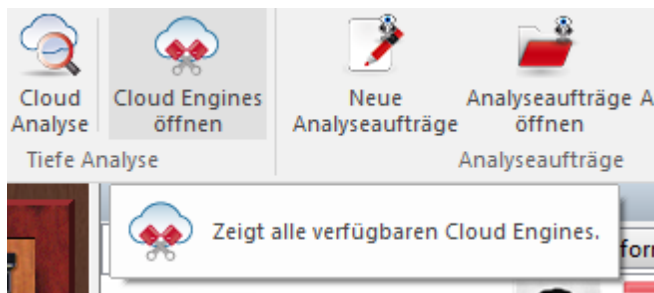 Cloud Analyse
Cloud Engines öffnen
Neue Analyseaufträge
Analyseaufträge öffnen
Tiefe Analyse
Analyseaufträge
Zeigt alle verfügbaren Cloud Engines.